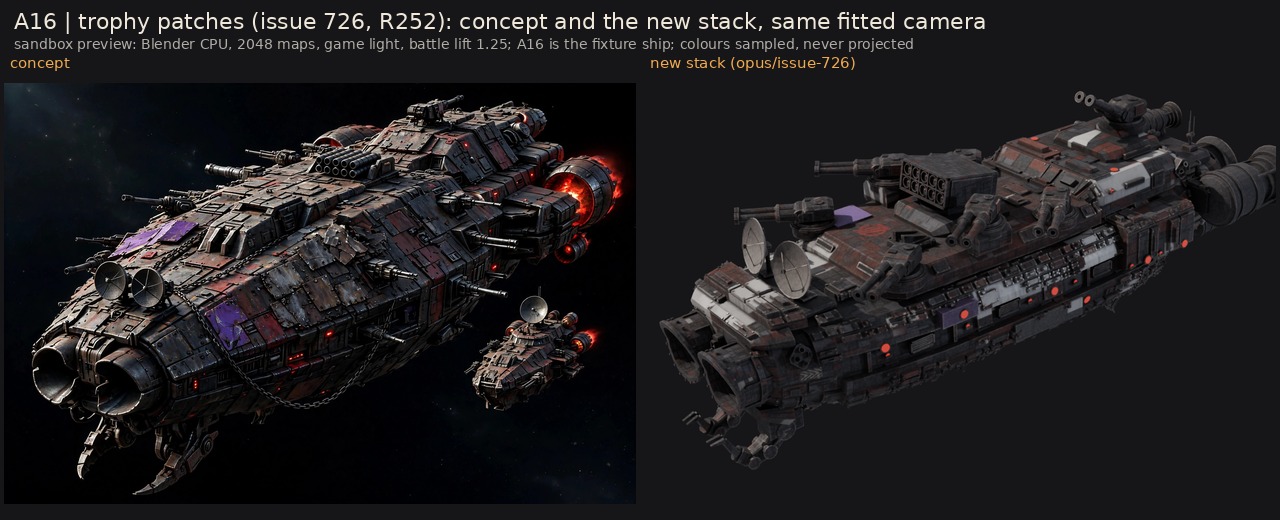 A16 | trophy patches (issue 726, R252): concept and the new stack, same fitted camera
sandbox preview: Blender CPU, 2048 maps, game light, battle lift 1.25; A16 is the fixture ship; colours sampled, never projected
concept
new stack (opus/issue-726)